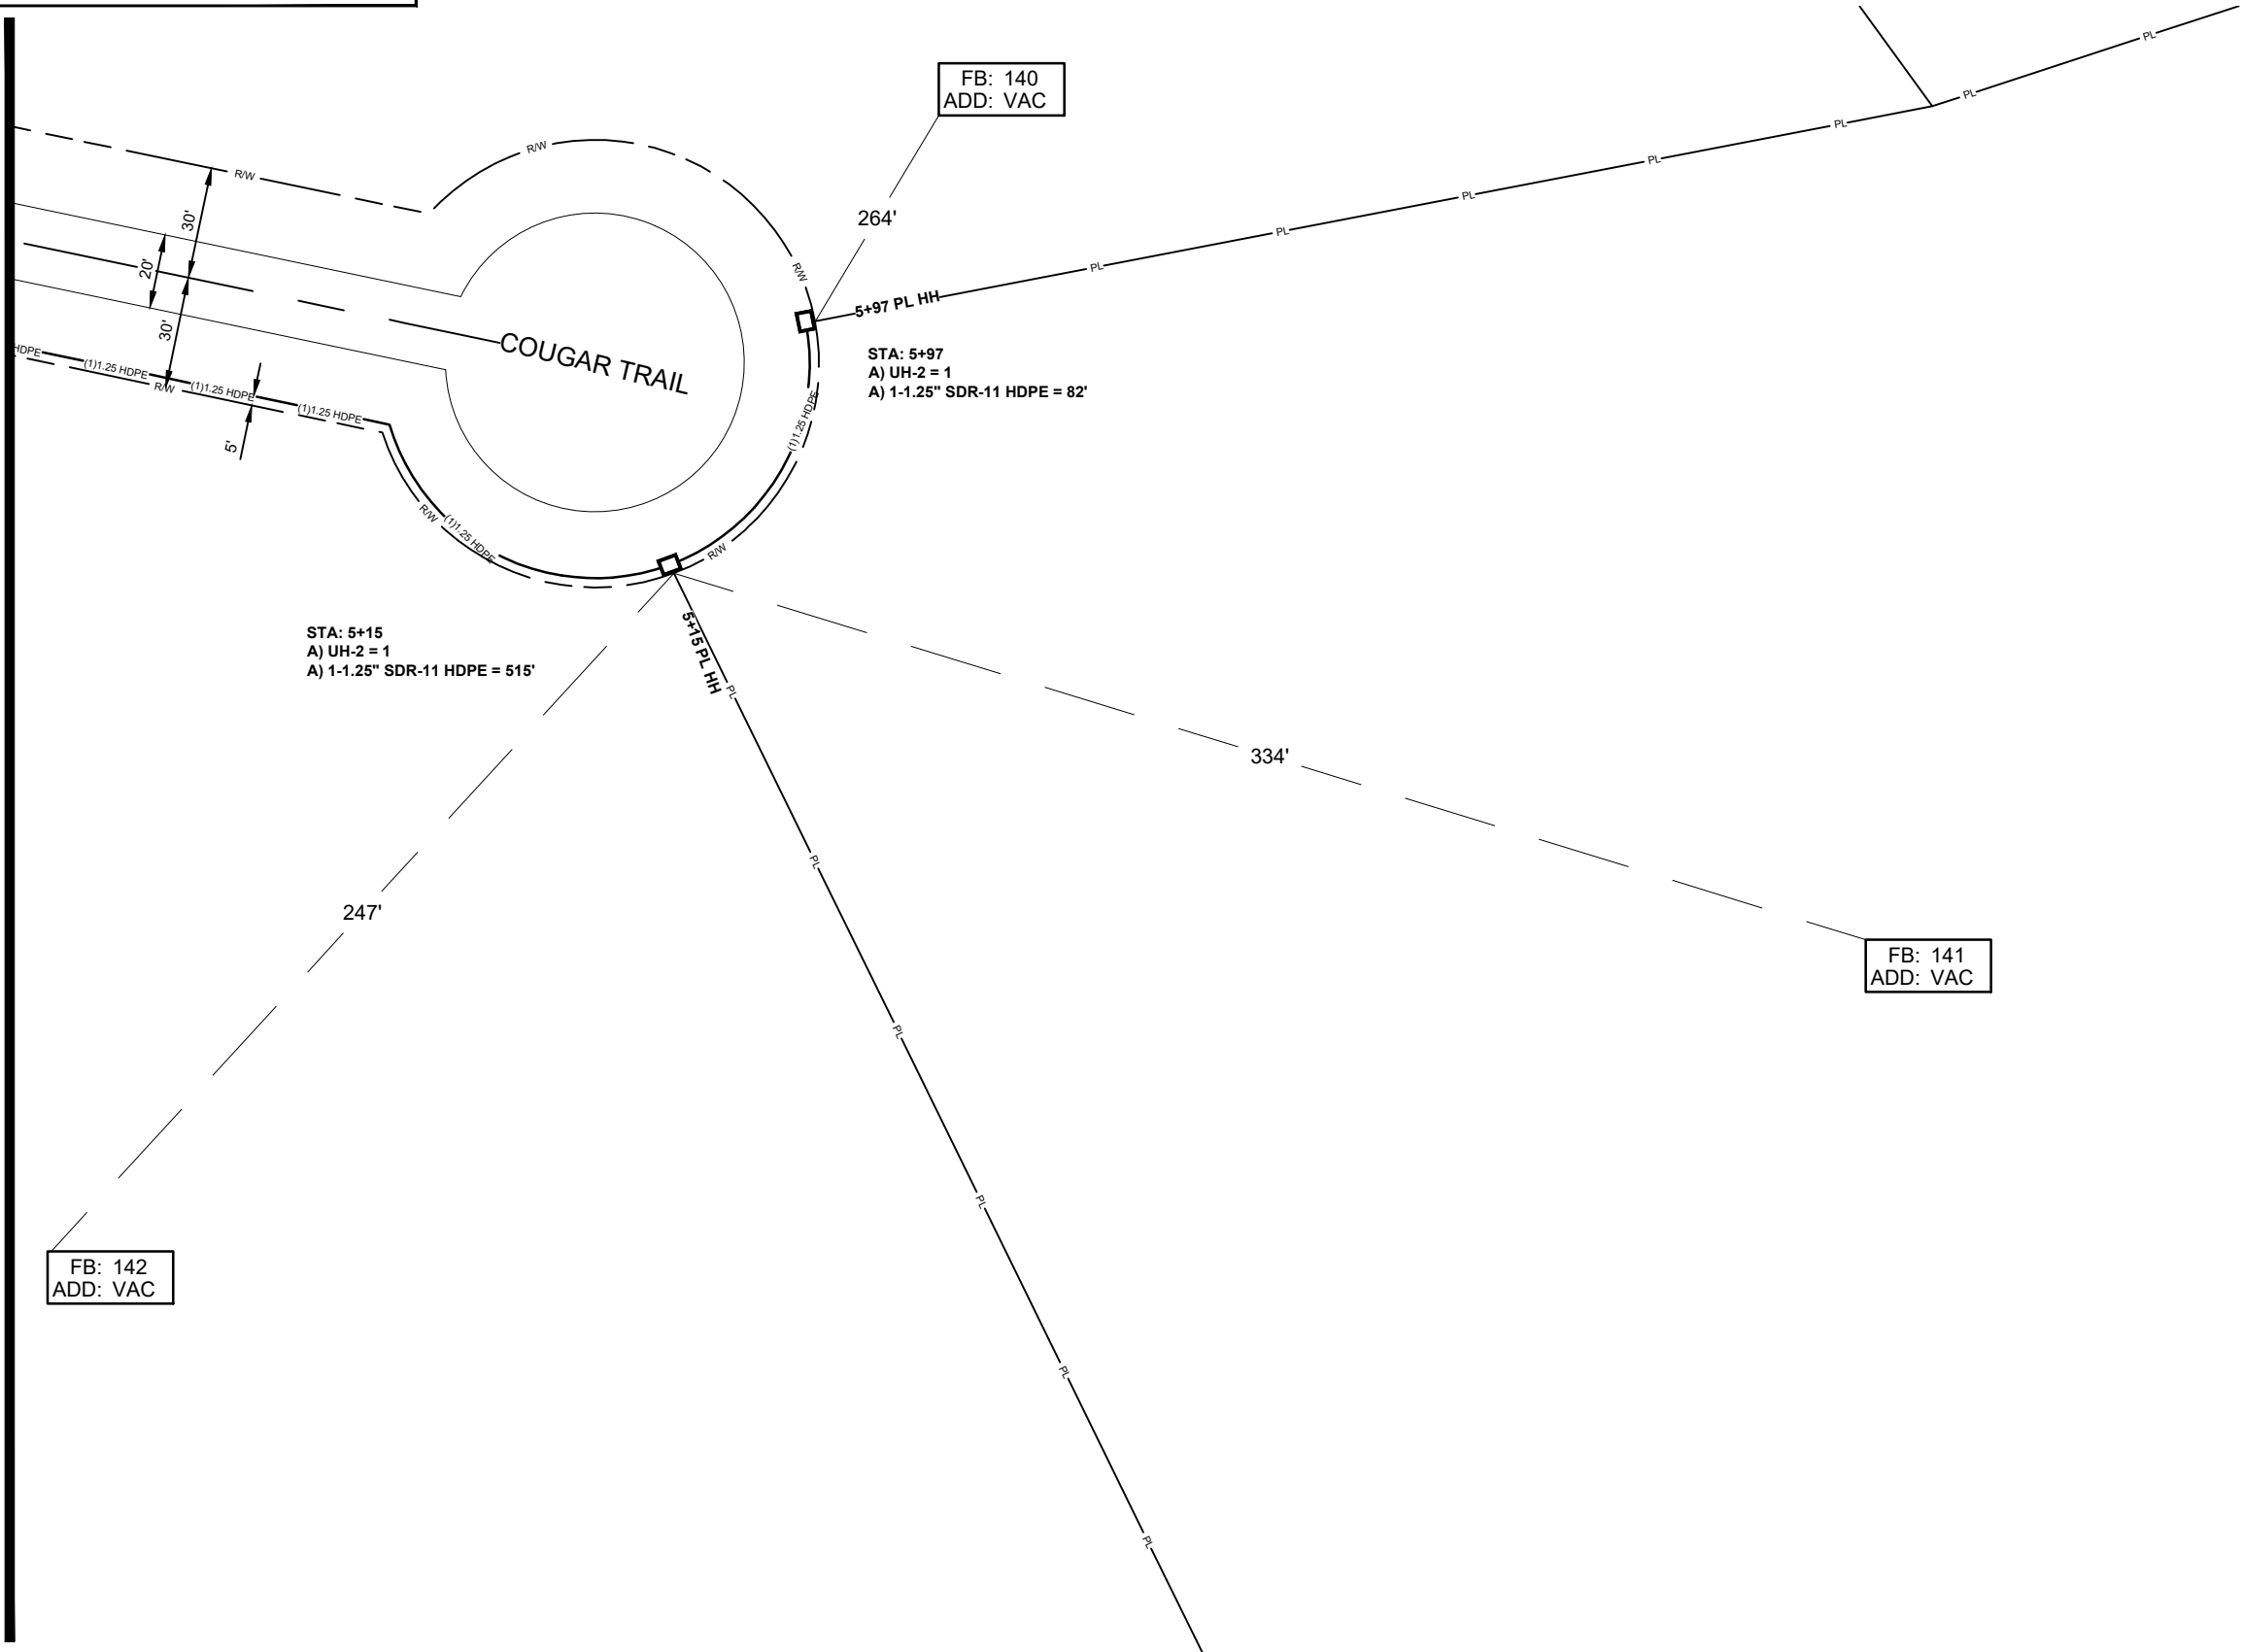 FB: 140
ADD: VAC
PL
PL
PL
PL
PL
PL
PL
R/W
R/W
30'
264'
20'
R/W
5+97 PL HH
30'
COUGAR TRAIL
HDPE
(1)1.25 HDPE
R/W
(1)1.25 HDPE
(1)1.25 HDPE
5'
STA: 5+97
A) UH-2 = 1
A) 1-1.25" SDR-11 HDPE = 82'
(1)1.25 HDPE
R/W
(1)1.25 HDPE
R/W
STA: 5+15
A) UH-2 = 1
A) 1-1.25" SDR-11 HDPE = 515'
5+15 PL HH
PL
334'
PL
247'
FB: 141
ADD: VAC
PL
PL
FB: 142
ADD: VAC
PL
PL